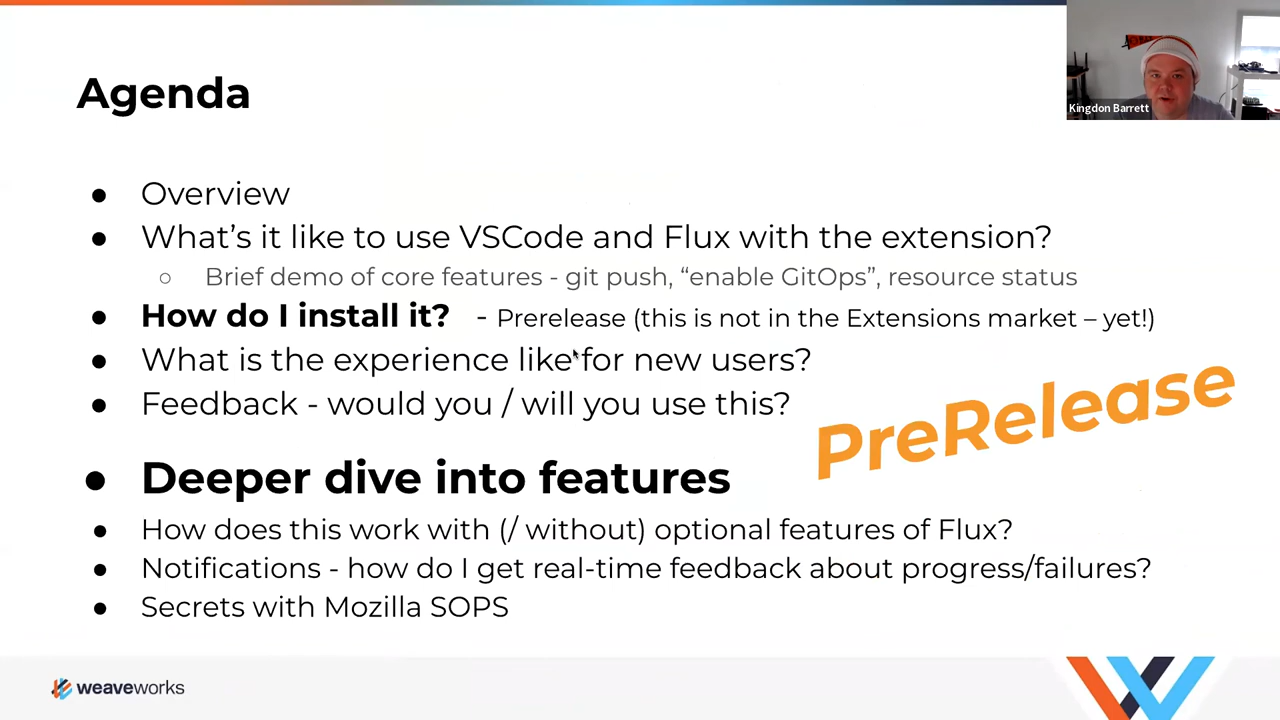 Agenda
Kingdon Barrett
● Overview
● What’s it like to use VSCode and Flux with the extension?
○ Brief demo of core features - git push, “enable GitOps”, resource status
● How do I install it? - Prerelease (this is not in the Extensions market – yet!)
● What is the experience like for new users?
● Feedback - would you / will you use this?
PreRelease
● Deeper dive into features
● How does this work with (/ without) optional features of Flux?
● Notifications - how do I get real-time feedback about progress/failures?
● Secrets with Mozilla SOPS
weaveworks